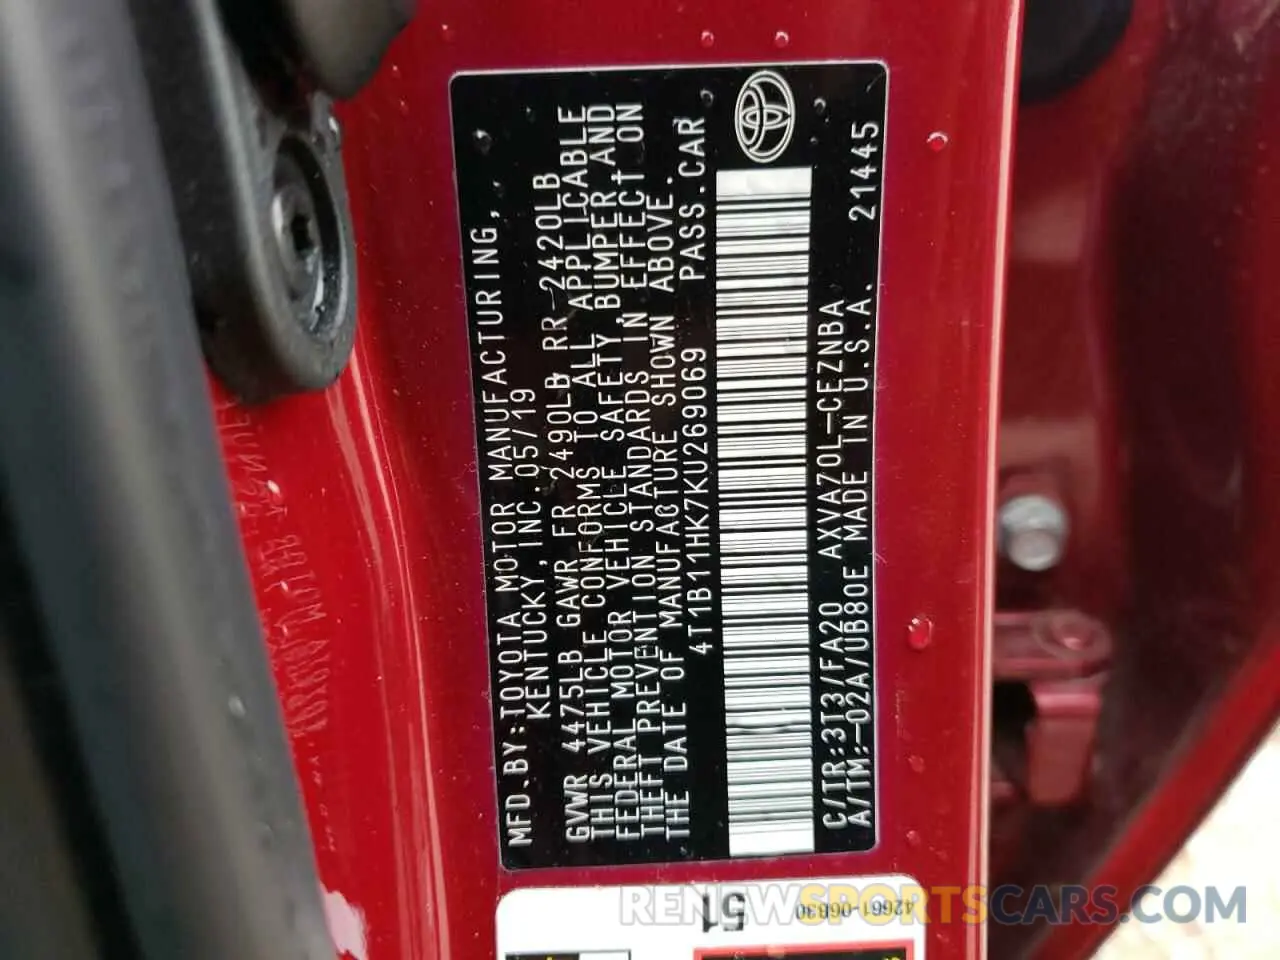 MFD.BY:TOYOTA MOTOR MANUFACTURING,
KENTUCKY,INC.05/19
GVWR 4475LB GAWR FR 2490LB RR 2420LB
THIS VEHICLE CONFORMS TO ALL APPLICABLE
FEDERAL MOTOR VEHICLE SAFETY,BUMPER,AND
THEFT PREVENTION STANDARDS IN EFFECT ON
THE DATE OF MANUFACTURE SHOWN ABOVE.
4T1B11HK7KU269069 PASS.CAR
C/TR:3T3/FA20 AXVA70L-CEZNBA
A/TM:-02A/UB80E MADE IN U.S.A. 21445
51
42661-06B30
RENEWSPORTSCARS.COM